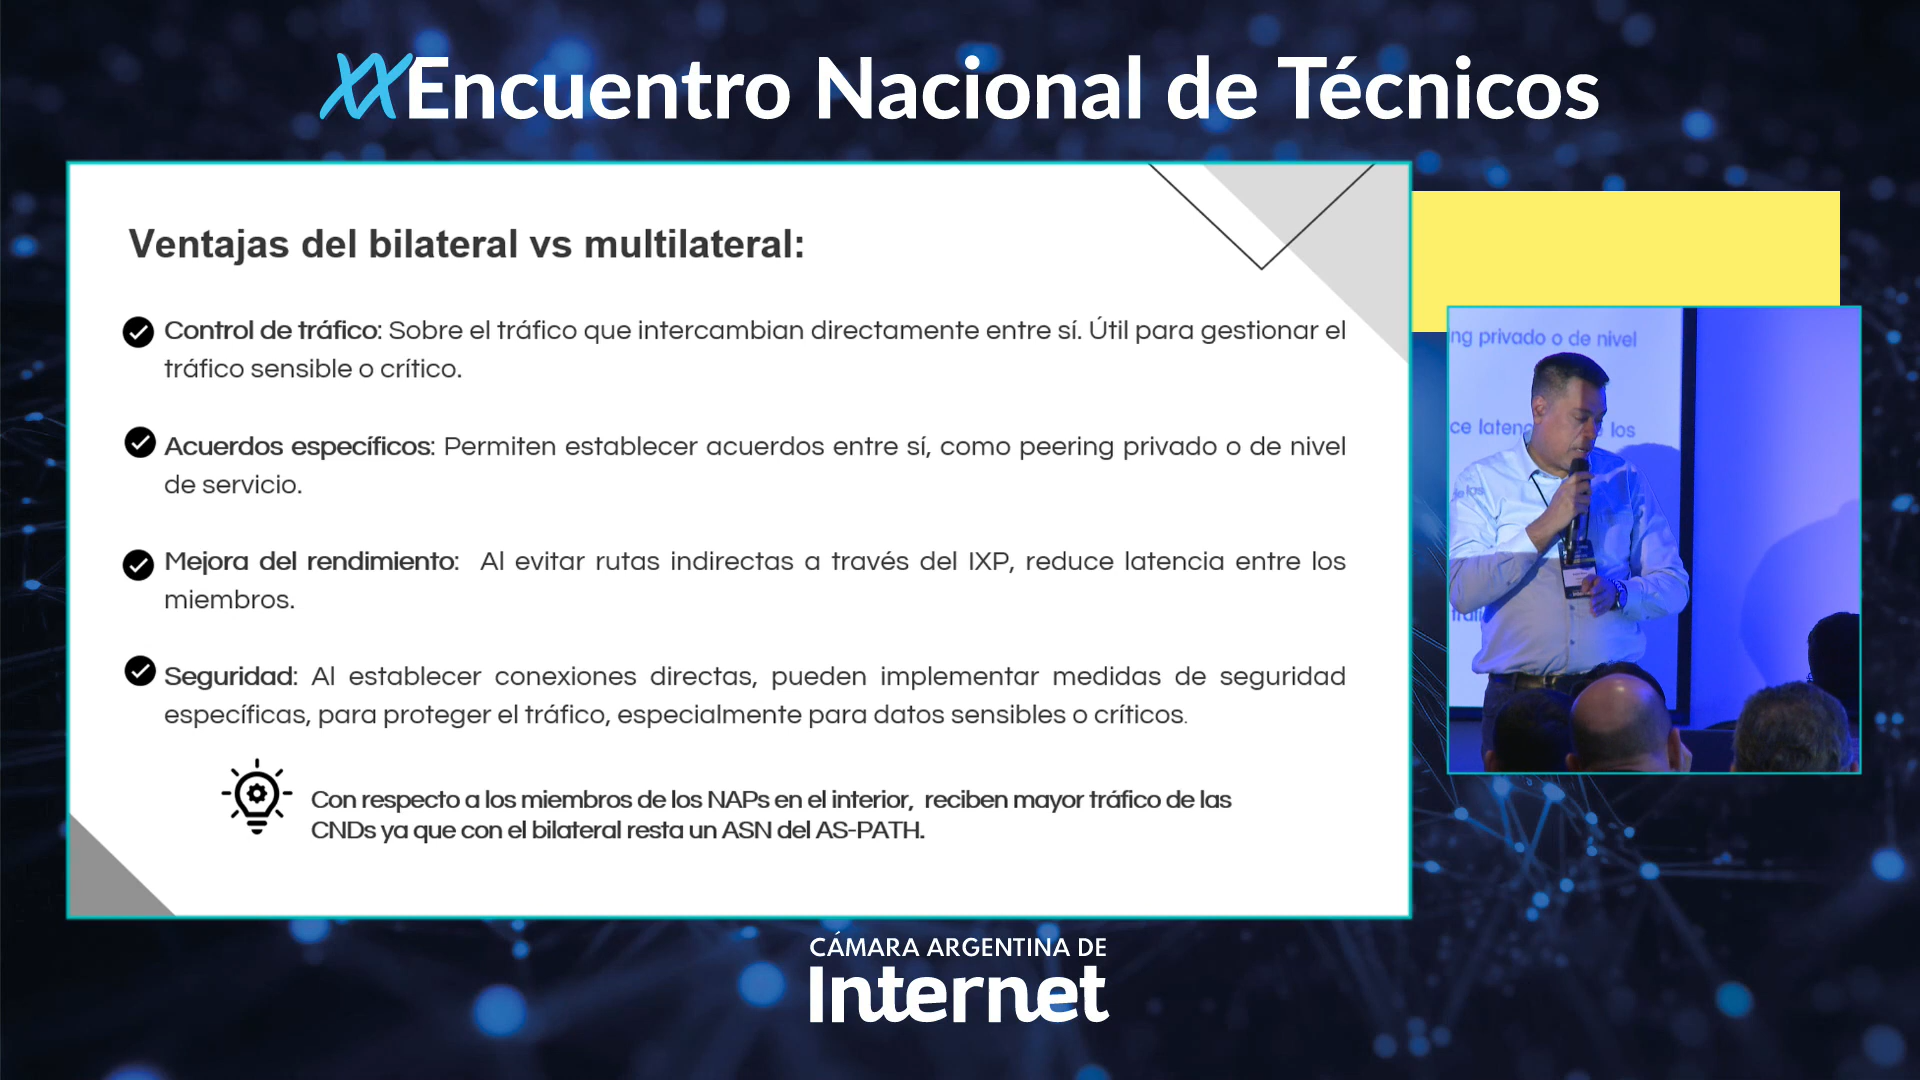 XX Encuentro Nacional de Técnicos
Ventajas del bilateral vs multilateral:
Control de tráfico: Sobre el tráfico que intercambian directamente entre sí. Útil para gestionar el
tráfico sensible o crítico.
Acuerdos específicos: Permiten establecer acuerdos entre sí, como peering privado o de nivel
de servicio.
Mejora del rendimiento: Al evitar rutas indirectas a través del IXP, reduce latencia entre los
miembros.
Seguridad: Al establecer conexiones directas, pueden implementar medidas de seguridad
específicas, para proteger el tráfico, especialmente para datos sensibles o críticos.
Con respecto a los miembros de los NAPs en el interior, reciben mayor tráfico de las
CNDs ya que con el bilateral resta un ASN del AS-PATH.
ng privado o de nivel
ce laten
los
de los
CÁMARA ARGENTINA DE
Internet